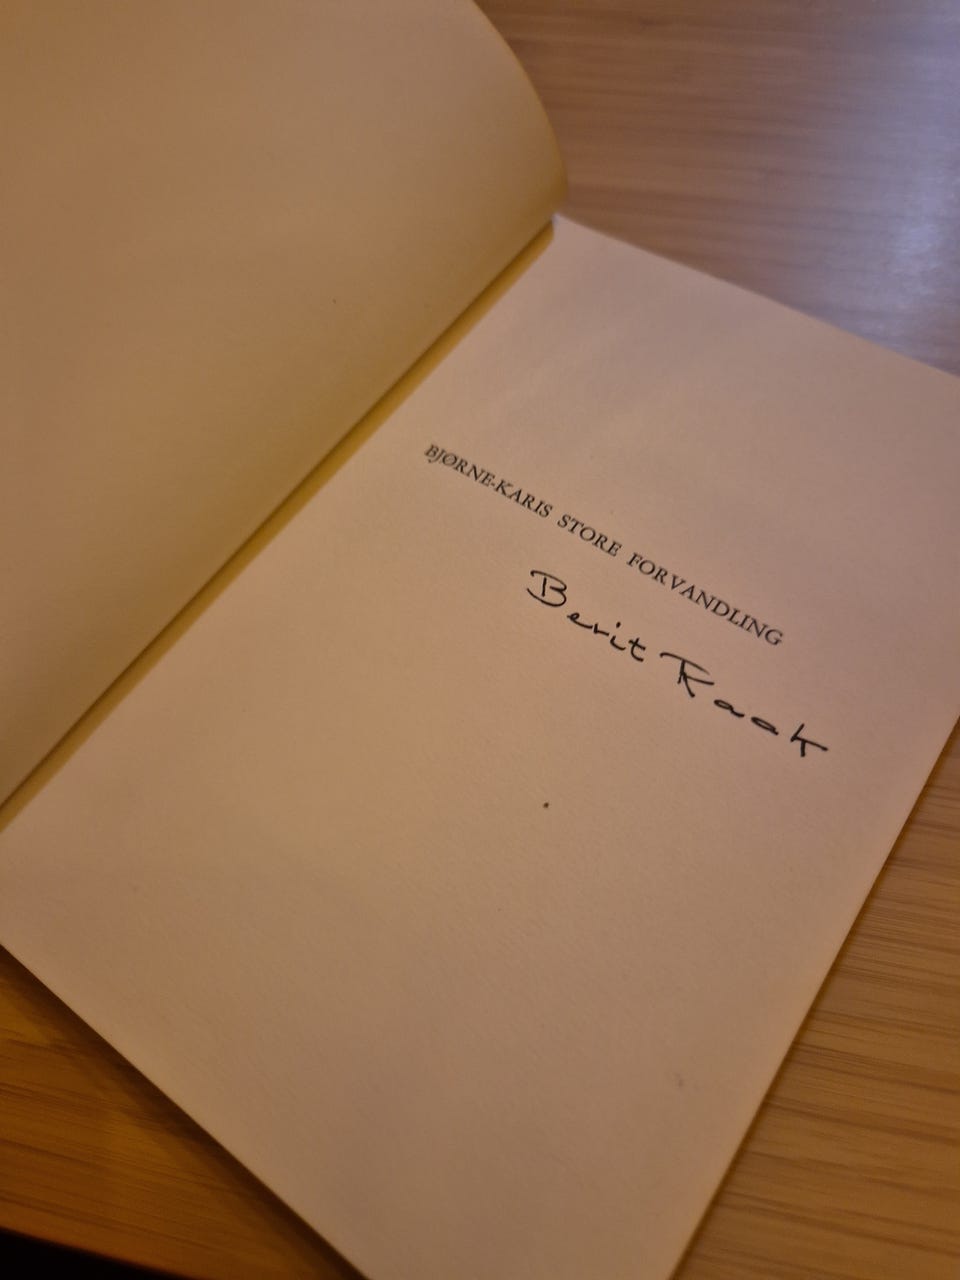 BJØRNE-KARIS STORE FORVANDLING
Berit Raak